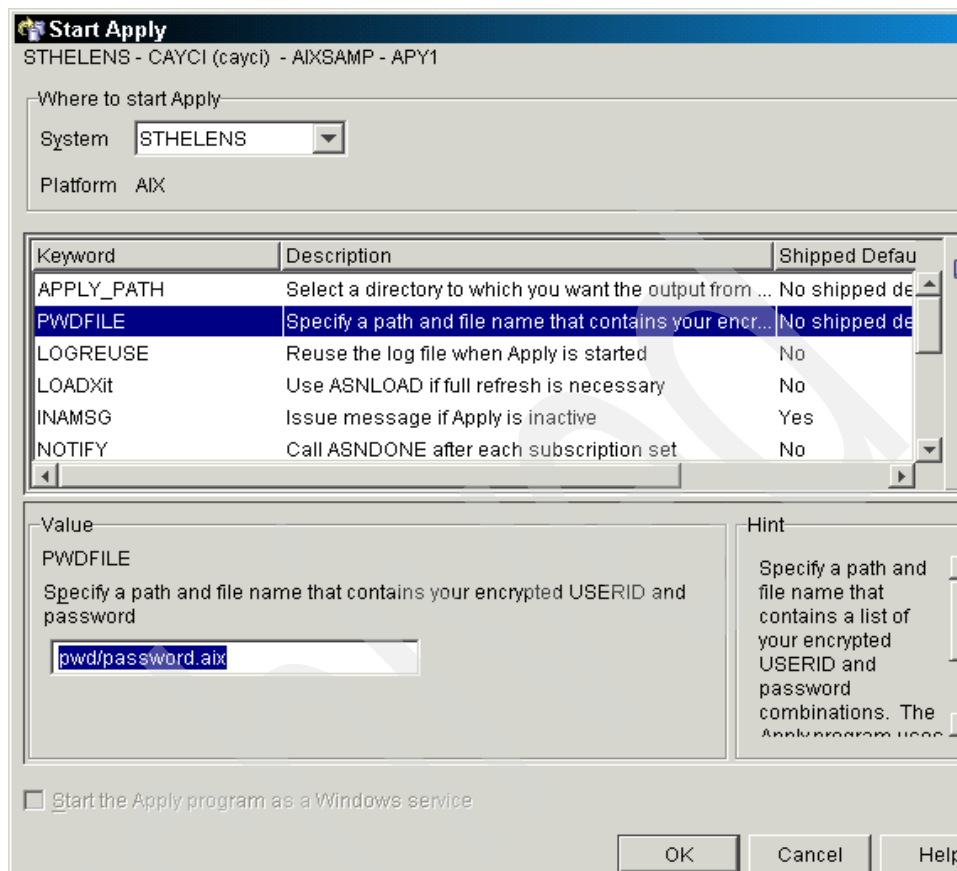 Start Apply
STHELENS - CAYCI (cayci) - AIXSAMP - APY1
Where to start Apply
System STHELENS
Platform AIX
Keyword Description Shipped Defau
APPLY_PATH Select a directory to which you want the output from ... No shipped de
PWDFILE Specify a path and file name that contains your encr... No shipped de
LOGREUSE Reuse the log file when Apply is started No
LOADXit Use ASNLOAD if full refresh is necessary No
INAMSG Issue message if Apply is inactive Yes
NOTIFY Call ASNDONE after each subscription set No
Value
PWDFILE
Specify a path and file name that contains your encrypted USERID and
password
pwd/password.aix
Hint
Specify a path and
file name that
contains a list of
your encrypted
USERID and
password
combinations. The
Apply program uses
Start the Apply program as a Windows service
OK Cancel Help